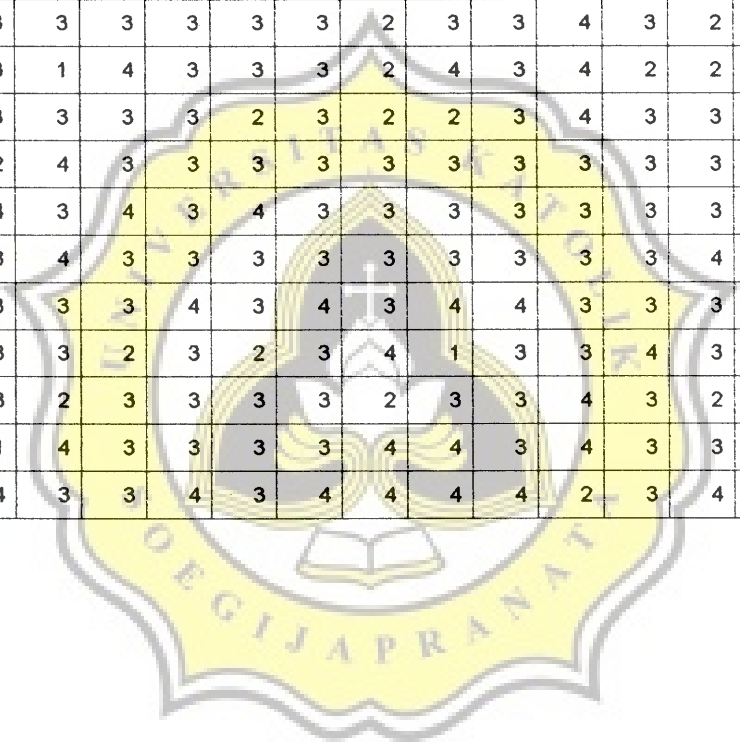 3 3 3 3 3 2 3 3 4 3 2
1 4 3 3 3 2 4 3 4 2 2
3 3 3 2 3 2 2 3 4 3 3
4 3 3 3 3 3 3 3 3 3 3
3 4 3 4 3 3 3 3 3 3 3
4 3 3 3 3 3 3 3 3 3 4
3 3 4 3 4 3 4 4 3 3 3
3 2 3 2 3 4 1 3 3 4 3
2 3 3 3 3 2 3 3 4 3 2
4 3 3 3 3 4 4 3 4 3 3
3 3 4 3 4 4 4 4 2 3 4
UNIVERSITAS KATOLIK
SOEGIJAPRANATA